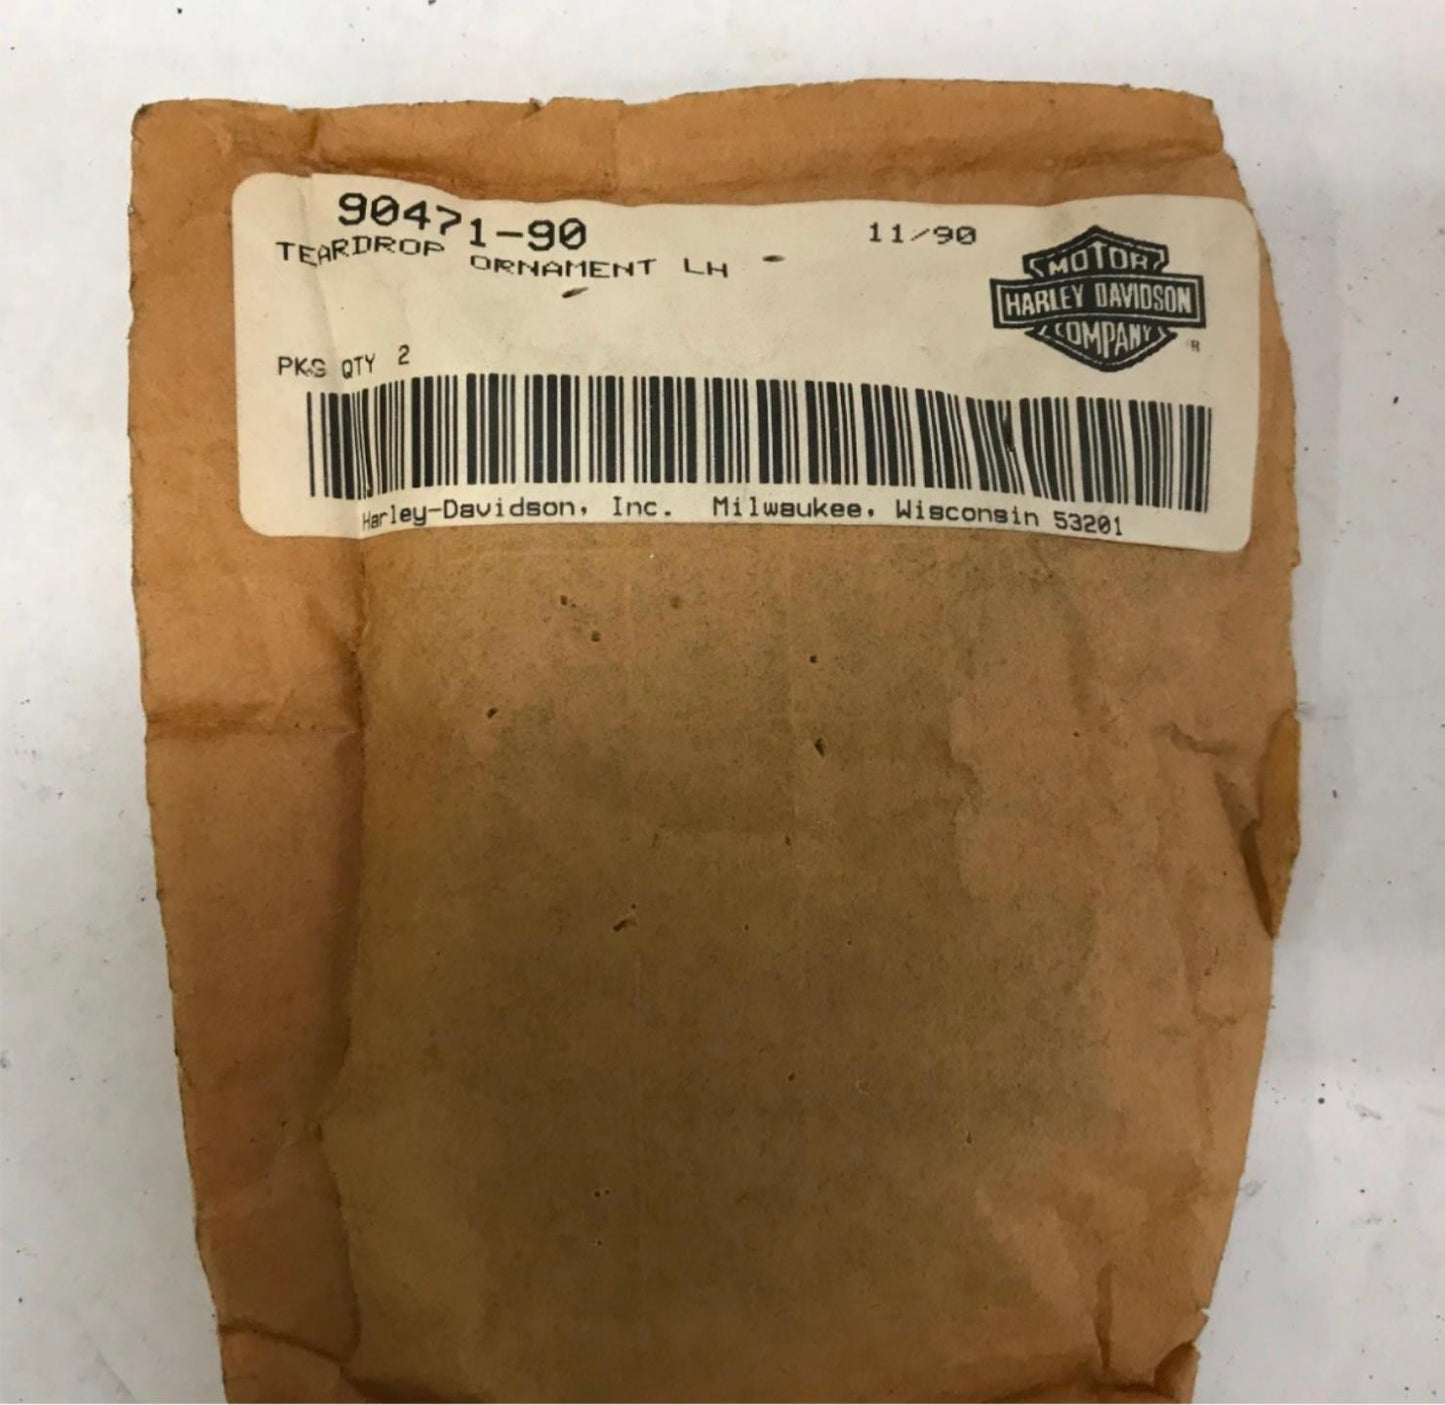 90471-90
11/90
TEARDROP ORNAMENT LH
MOTOR
HARLEY DAVIDSON
COMPANY
R
PKG QTY 2
Harley-Davidson, Inc. Milwaukee, Wisconsin 53201